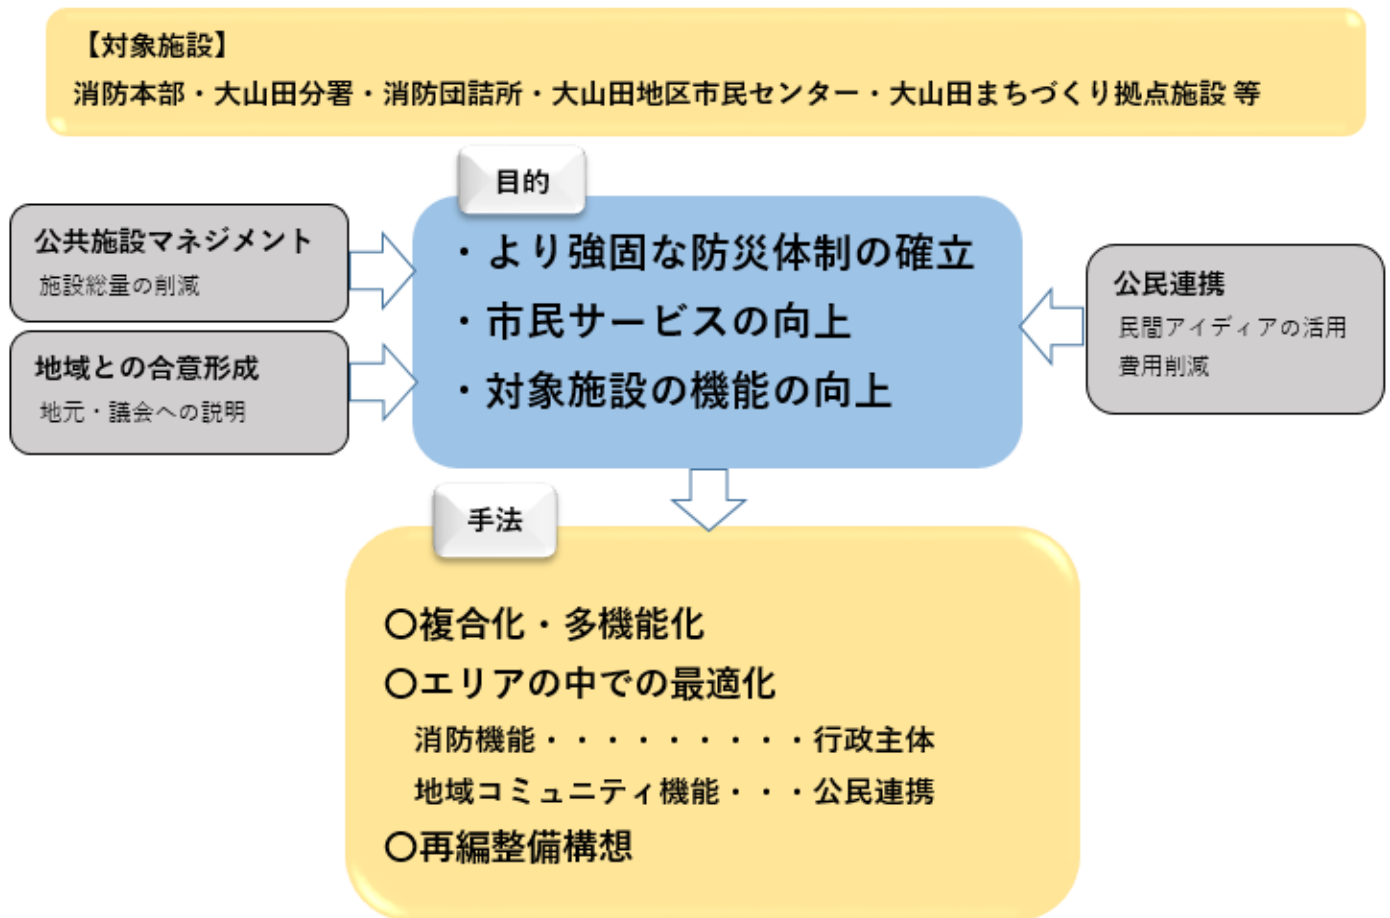 【対象施設】
消防本部・大山田分署・消防団詰所・大山田地区市民センター・大山田まちづくり拠点施設 等
目的
・より強固な防災体制の確立
・市民サービスの向上
・対象施設の機能の向上
公共施設マネジメント
施設総量の削減
地域との合意形成
地元・議会への説明
公民連携
民間アイディアの活用
費用削減
手法
〇複合化・多機能化
〇エリアの中での最適化
消防機能・・・・・・・・・行政主体
地域コミュニティ機能・・・公民連携
〇再編整備構想